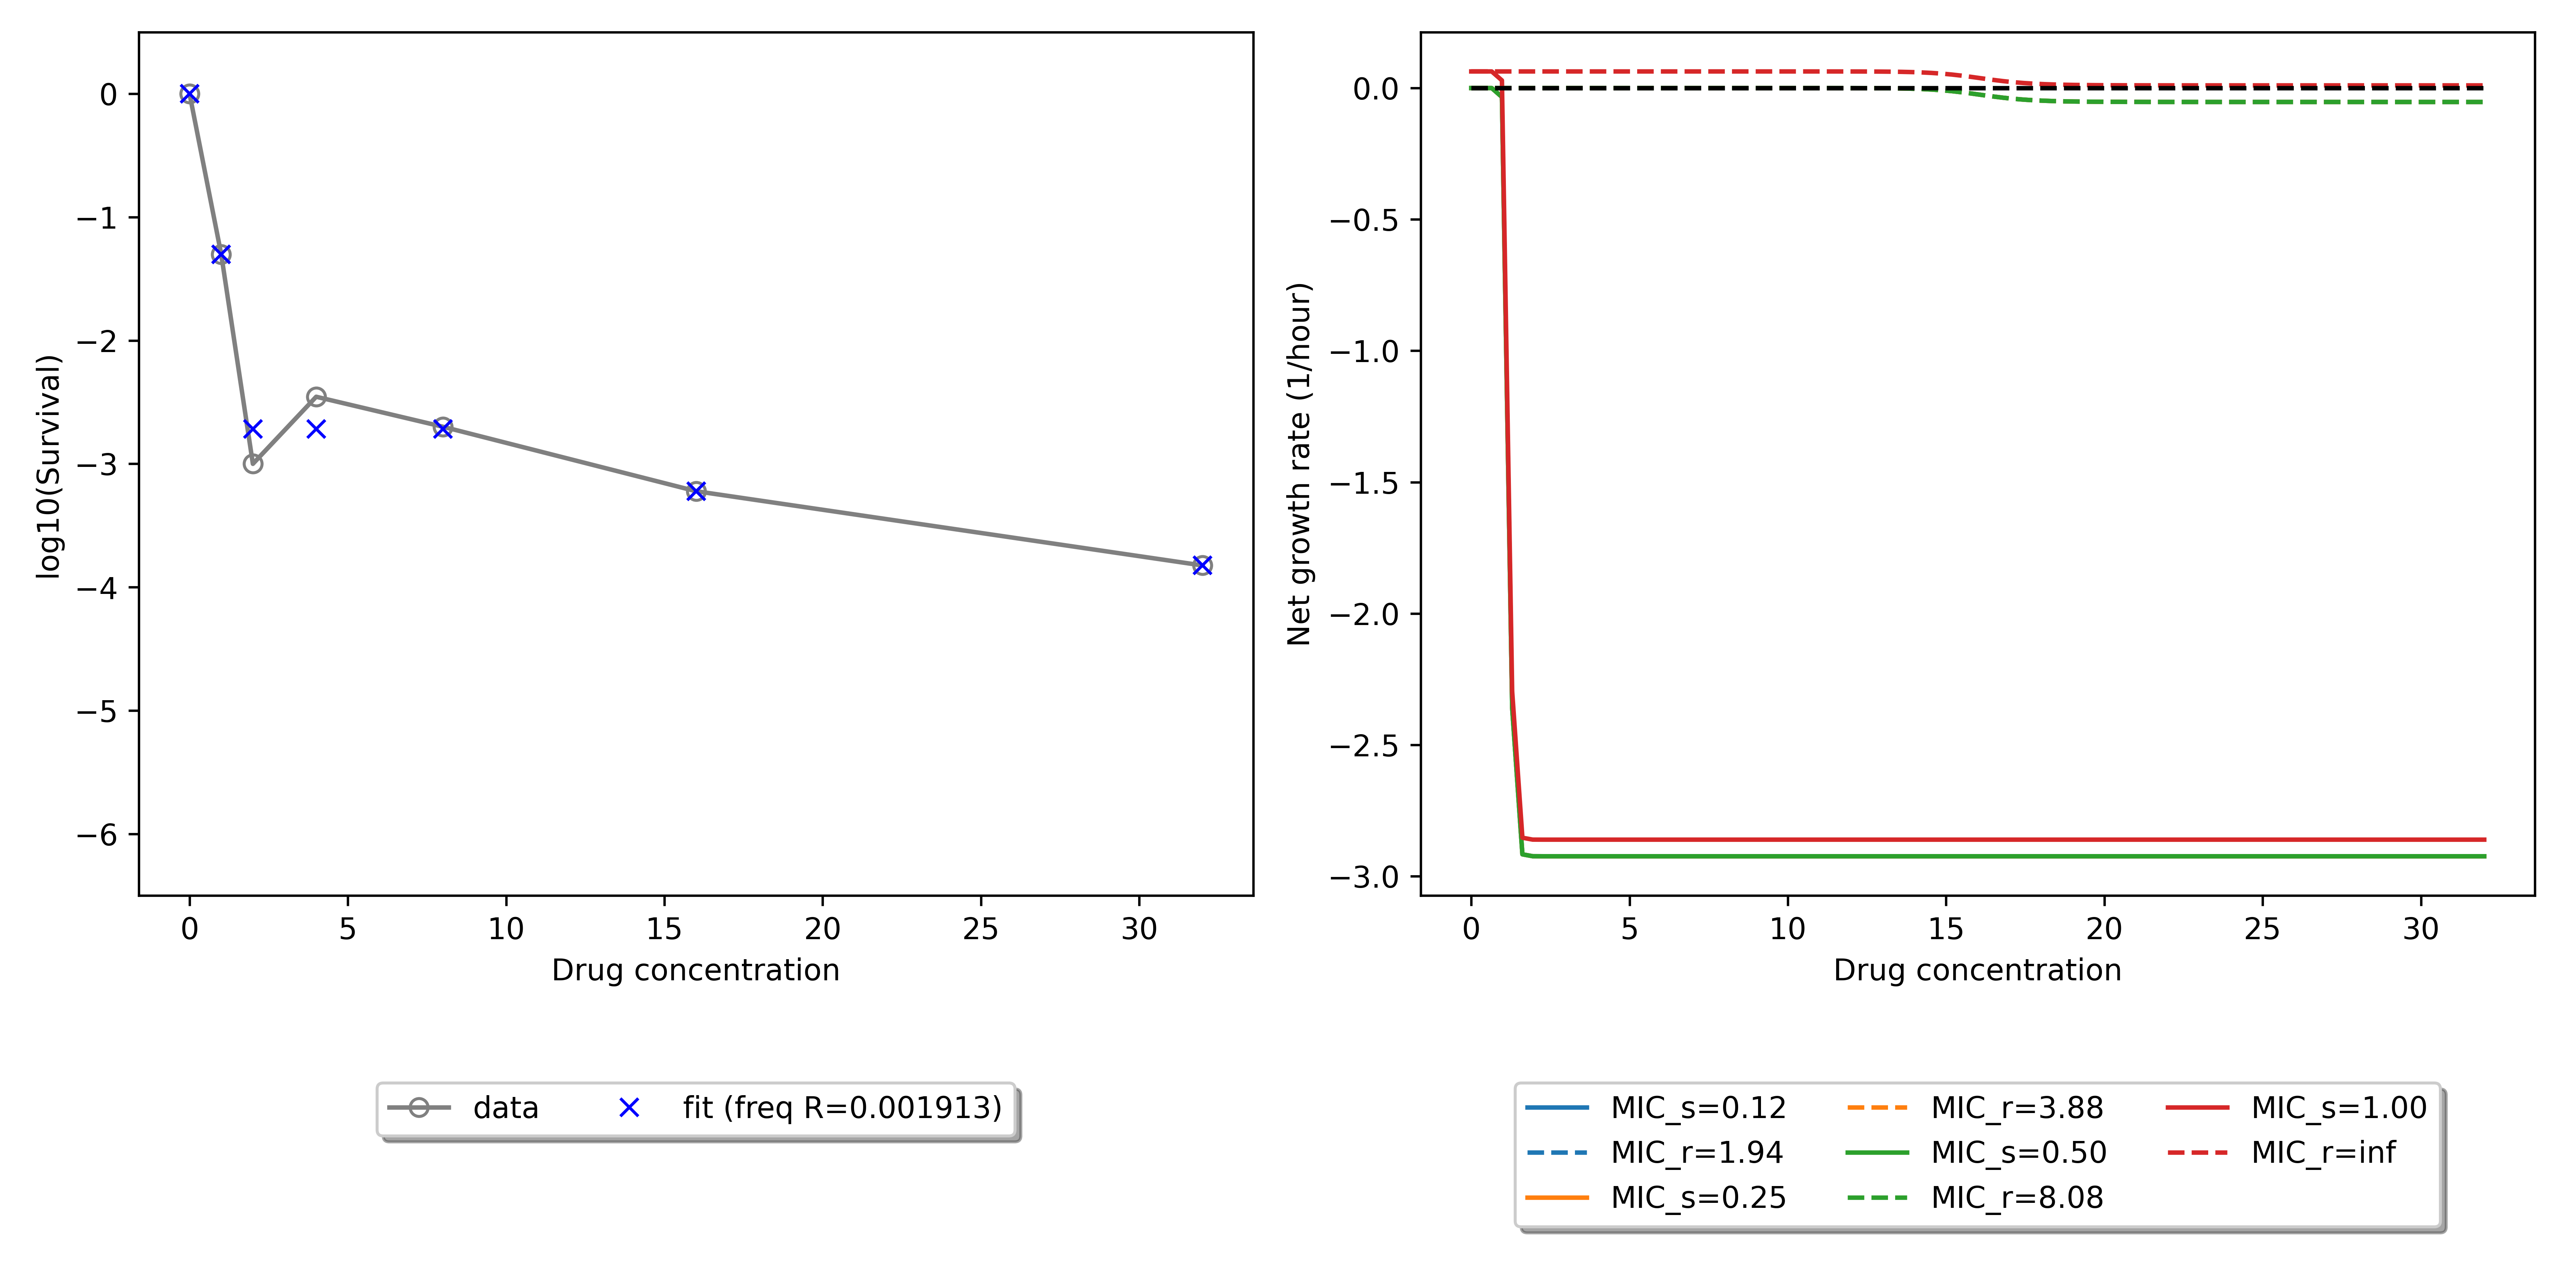 0
−1
−2
−3
−4
−5
−6
log10(Survival)
0 5 10 15 20 25 30
Drug concentration
data
fit (freq R=0.001913)
0.0
−0.5
−1.0
−1.5
−2.0
−2.5
−3.0
Net growth rate (1/hour)
0 5 10 15 20 25 30
Drug concentration
MIC_s=0.12
MIC_r=1.94
MIC_s=0.25
MIC_r=3.88
MIC_s=0.50
MIC_r=8.08
MIC_s=1.00
MIC_r=inf